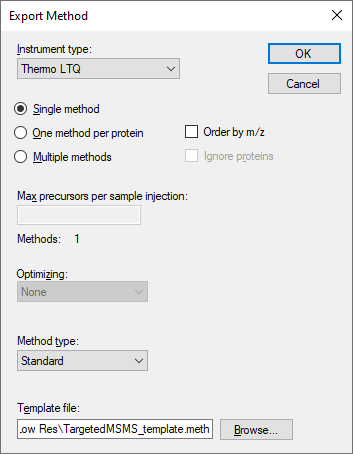 Export Method
Instrument type:
OK
Thermo LTQ
Cancel
Single method
One method per protein
Order by m/z
Multiple methods
Ignore proteins
Max precursors per sample injection:
Methods: 1
Optimizing:
None
Method type:
Standard
Template file:
.ow Res\TargetedMSMS_template.meth
Browse...